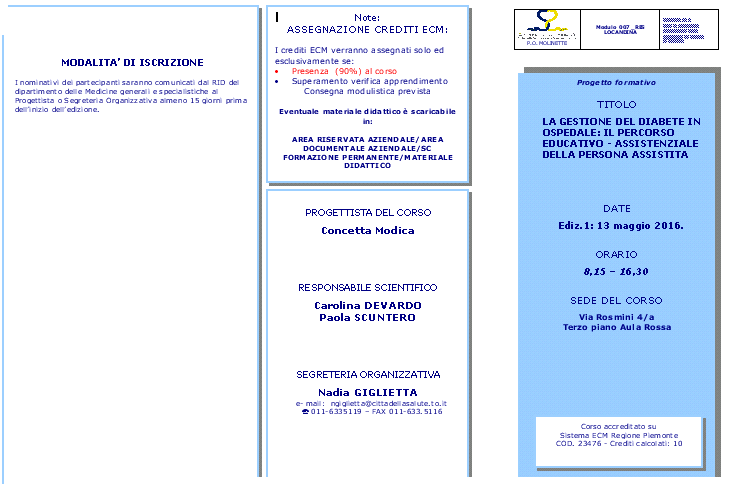 MODALITA' DI ISCRIZIONE
I nominativi dei partecipanti saranno comunicati dal RID del
dipartimento delle Medicine generali e specialistiche al
Progettista o Segreteria Organizzativa almeno 15 giorni prima
dell'inizio dell'edizione.
Note:
ASSEGNAZIONE CREDITI ECM:
I crediti ECM verranno assegnati solo ed
esclusivamente se:
• Presenza (90%) al corso
• Superamento verifica apprendimento
Consegna modulistica prevista
Eventuale materiale didattico è scaricabile
in:
AREA RISERVATA AZIENDALE/AREA
DOCUMENTALE AZIENDALE/SC
FORMAZIONE PERMANENTE/MATERIALE
DIDATTICO
PROGETTISTA DEL CORSO
Concetta Modica
RESPONSABILE SCIENTIFICO
Carolina DEVARDO
Paola SCUNTERO
SEGRETERIA ORGANIZZATIVA
Nadia GIGLIETTA
e- mail: ngiglietta@cittadellasalute.to.it
☎ 011-6335119 – FAX 011-633.5116
P.O. MOLINETTE
Modulo 007_RIS
LOCANDINA
Progetto formativo
TITOLO
LA GESTIONE DEL DIABETE IN
OSPEDALE: IL PERCORSO
EDUCATIVO - ASSISTENZIALE
DELLA PERSONA ASSISTITA
DATE
Ediz.1: 13 maggio 2016.
ORARIO
8,15 – 16,30
SEDE DEL CORSO
Via Rosmini 4/a
Terzo piano Aula Rossa
Corso accreditato su
Sistema ECM Regione Piemonte
COD. 23476 - Crediti calcolati: 10